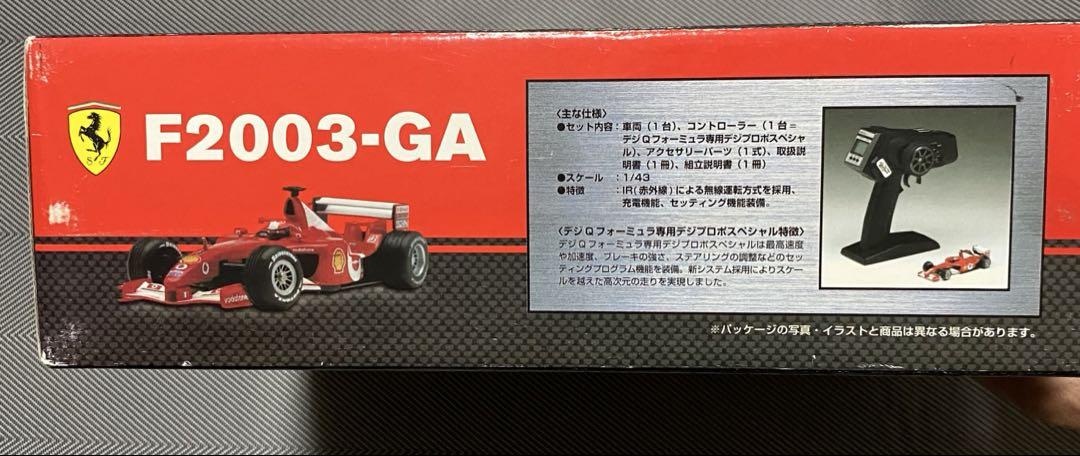 F2003-GA
S F
〈主な仕様〉
●セット内容：車両（1台）、コントローラー（1台＝
デジQフォーミュラ専用デジプロポスペシャ
ル）、アクセサリーパーツ（1式）、取扱説
明書（1冊）、組立説明書（1冊）
●スケール ：1/43
●特徴 ：IR（赤外線）による無線運転方式を採用、
充電機能、セッティング機能装備。
〈デジQフォーミュラ専用デジプロポスペシャル特徴〉
デジQフォーミュラ専用デジプロポスペシャルは最高速度
や加速度、ブレーキの強さ、ステアリングの調整などのセッ
ティングプログラム機能を装備。新システム採用によりスケー
ルを越えた高次元の走りを実現しました。
※パッケージの写真・イラストと商品は異なる場合があります。
vodafone